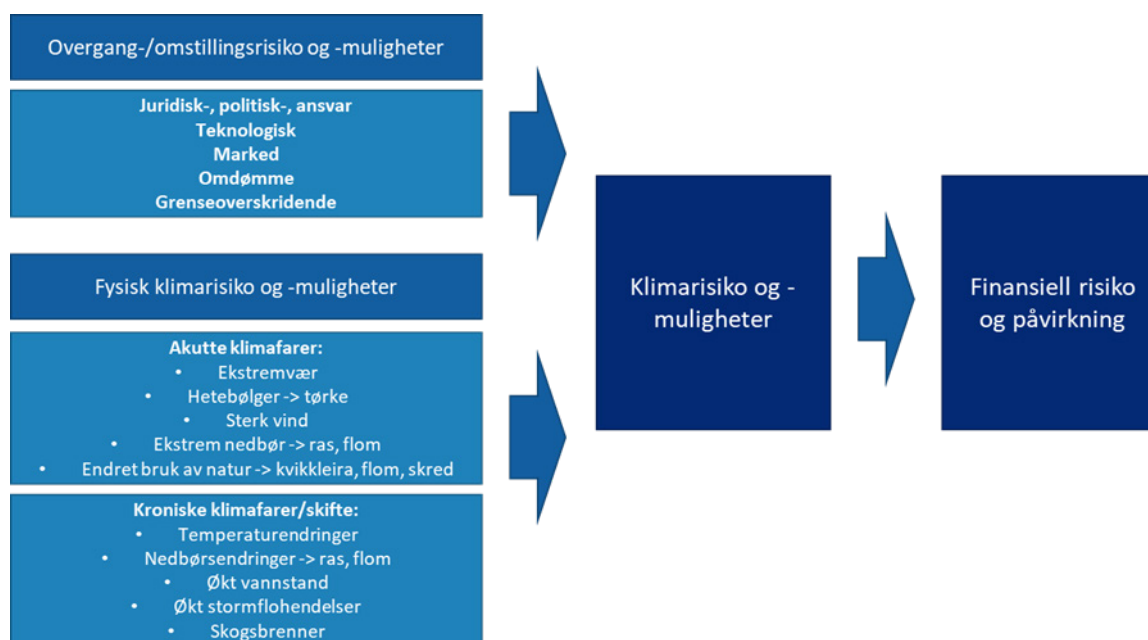 Overgang-/omstillingsrisiko og -muligheter
Juridisk-, politisk-, ansvar
Teknologisk
Marked
Omdømme
Grenseoverskridende
Fysisk klimarisiko og -muligheter
Akutte klimafarer:
• Ekstremvær
• Hetebølger -> tørke
• Sterk vind
• Ekstrem nedbør -> ras, flom
• Endret bruk av natur -> kvikkleira, flom, skred
Kroniske klimafarer/skifte:
• Temperaturendringer
• Nedbørsendringer -> ras, flom
• Økt vannstand
• Økt stormflohendelser
• Skogsbrenner
Klimarisiko og -
muligheter
Finansiell risiko
og påvirkning